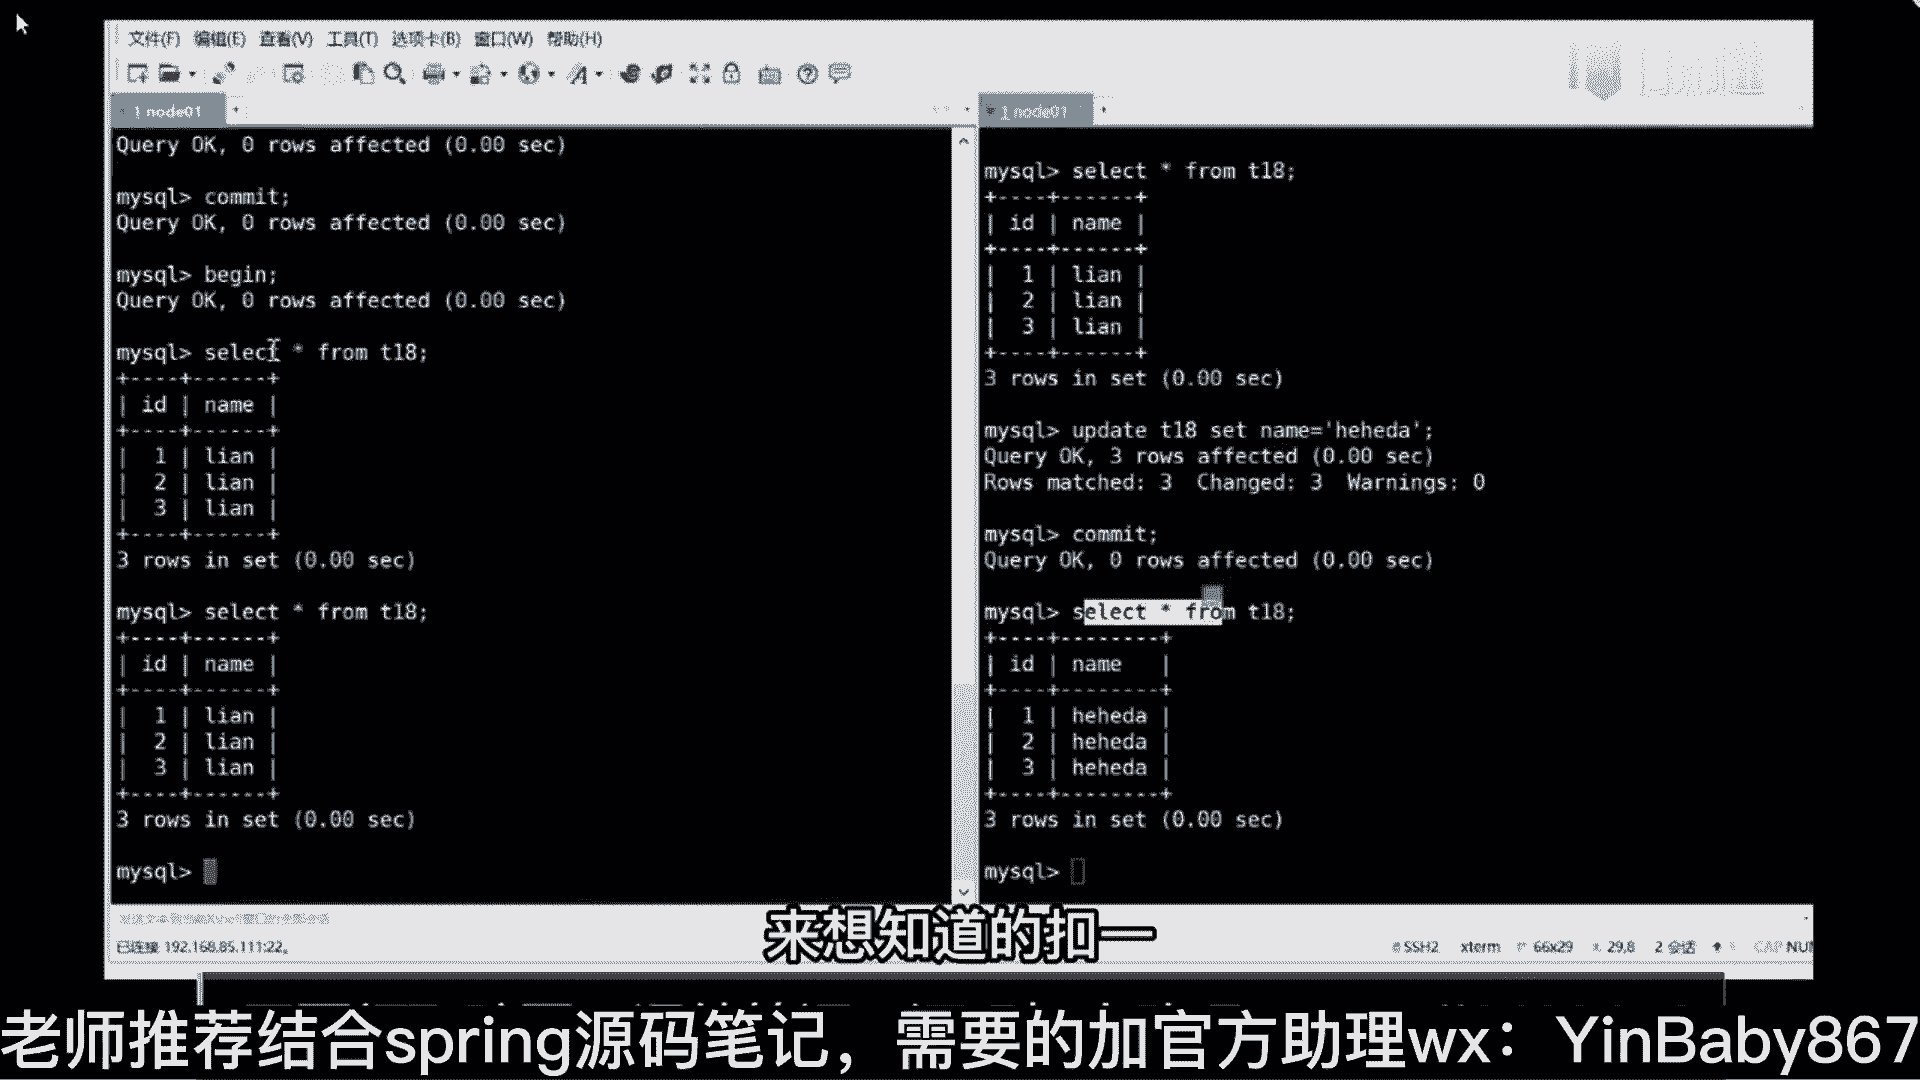 文件(F) 编辑(E) 查看(V) 工具(T) 选项卡(B) 窗口(W) 帮助(H)
1 node01
Query OK, 0 rows affected (0.00 sec)
mysql> commit;
Query OK, 0 rows affected (0.00 sec)
mysql> begin;
Query OK, 0 rows affected (0.00 sec)
mysql> select * from t18;
+----+------+
| id | name |
+----+------+
| 1 | lian |
| 2 | lian |
| 3 | lian |
+----+------+
3 rows in set (0.00 sec)
mysql> select * from t18;
+----+------+
| id | name |
+----+------+
| 1 | lian |
| 2 | lian |
| 3 | lian |
+----+------+
3 rows in set (0.00 sec)
mysql>
1 node01
mysql> select * from t18;
+----+------+
| id | name |
+----+------+
| 1 | lian |
| 2 | lian |
| 3 | lian |
+----+------+
3 rows in set (0.00 sec)
mysql> update t18 set name='heheda';
Query OK, 3 rows affected (0.00 sec)
Rows matched: 3 Changed: 3 Warnings: 0
mysql> commit;
Query OK, 0 rows affected (0.00 sec)
mysql> select * from t18;
+----+--------+
| id | name |
+----+--------+
| 1 | heheda |
| 2 | heheda |
| 3 | heheda |
+----+--------+
3 rows in set (0.00 sec)
mysql>
已连接 192.168.85.111:22。
SSH2 xterm 66x29 29,8 2 会话 CAP NUM
来想知道的扣一
老师推荐结合spring源码笔记，需要的加官方助理wx：YinBaby867